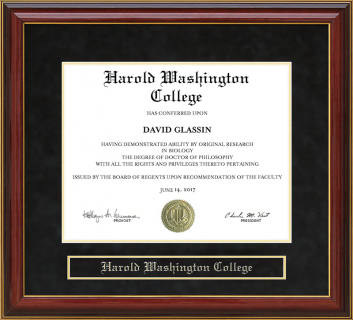 Harold Washington
College
HAS CONFERRED UPON
DAVID GLASSIN
HAVING DEMONSTRATED ABILITY BY ORIGINAL RESEARCH
IN BIOLOGY
THE DEGREE OF DOCTOR OF PHILOSOPHY
WITH ALL THE RIGHTS AND PRIVILEGES THERETO PERTAINING
ISSUED BY THE BOARD OF REGENTS UPON RECOMMENDATION OF THE FACULTY
JUNE 14, 2017
PROVOST
PRESIDENT
Harold Washington College